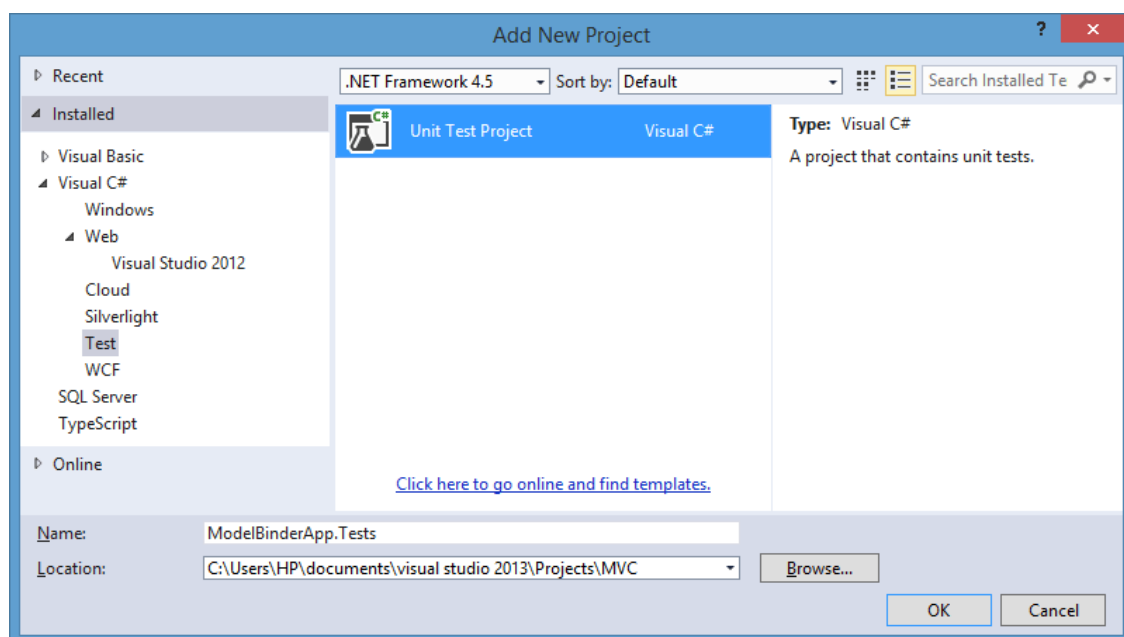 Add New Project
?
Recent
.NET Framework 4.5
Sort by:
Default
Search Installed Te
Installed
Visual Basic
Visual C#
Windows
Web
Visual Studio 2012
Cloud
Silverlight
Test
WCF
SQL Server
TypeScript
Online
C#
Unit Test Project
Visual C#
Type: Visual C#
A project that contains unit tests.
Click here to go online and find templates.
Name:
ModelBinderApp.Tests
Location:
C:\Users\HP\documents\visual studio 2013\Projects\MVC
Browse...
OK
Cancel